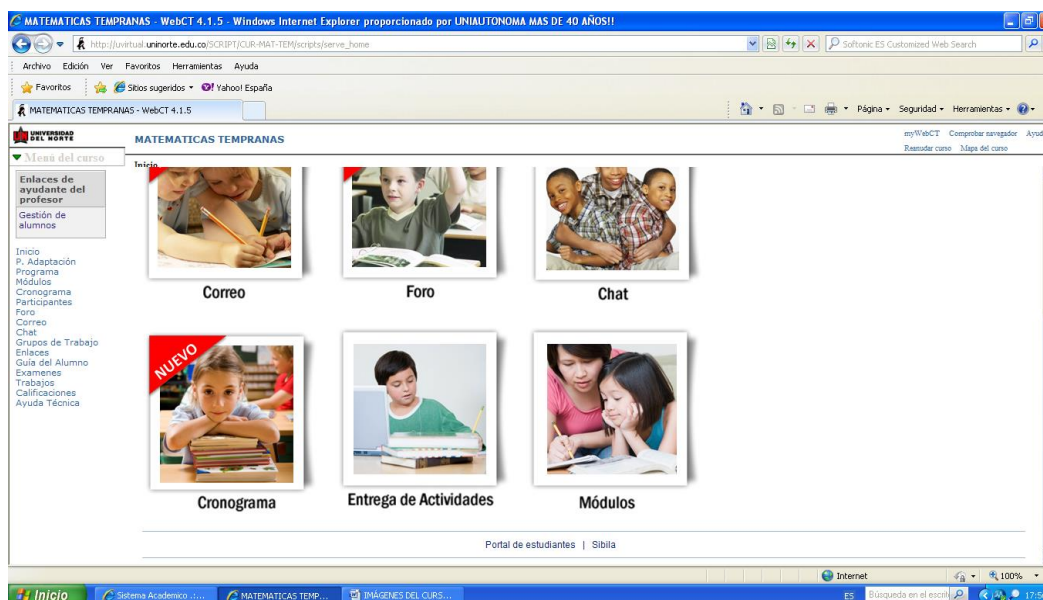 MATEMATICAS TEMPRANAS - WebCT 4.1.5 - Windows Internet Explorer proporcionado por UNIAUTONOMA MAS DE 40 AÑOS!!
http://uvirtual.uninorte.edu.co/SCRIPT/CUR-MAT-TEM/scripts/serve_home
Softonic ES Customized Web Search
Archivo Edición Ver Favoritos Herramientas Ayuda
Favoritos Sitios sugeridos Yahoo! España
MATEMATICAS TEMPRANAS - WebCT 4.1.5
Página Seguridad Herramientas
UNIVERSIDAD
DEL NORTE
MATEMATICAS TEMPRANAS
myWebCT Comprobar navegador
Reanudar curso Mapa del curso
Menú del curso
Inicio
Enlaces de
ayudante del
profesor
Gestión de
alumnos
Inicio
P. Adaptación
Programa
Módulos
Cronograma
Participantes
Foro
Correo
Chat
Grupos de Trabajo
Enlaces
Guía del Alumno
Examenes
Trabajos
Calificaciones
Ayuda Técnica
Correo Foro Chat
NUEVO
Cronograma Entrega de Actividades Módulos
Portal de estudiantes | Sibila
Internet 100%
Inicio Sistema Academico .:... MATEMATICAS TEMP... IMÁGENES DEL CURS... ES Búsqueda en el escrit